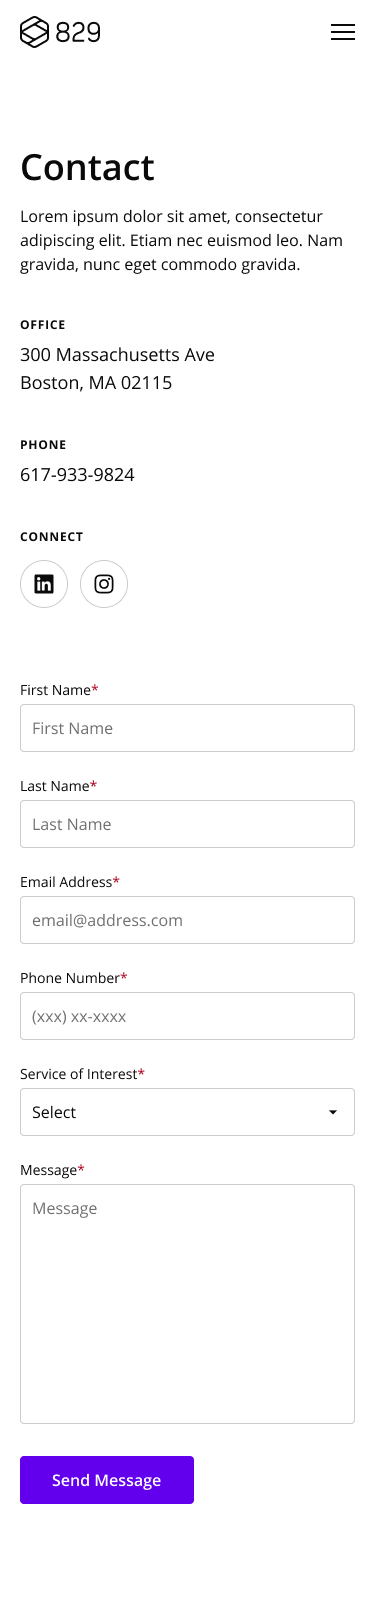 829
Contact
Lorem ipsum dolor sit amet, consectetur
adipiscing elit. Etiam nec euismod leo. Nam
gravida, nunc eget commodo gravida.
OFFICE
300 Massachusetts Ave
Boston, MA 02115
PHONE
617-933-9824
CONNECT
in
First Name*
First Name
Last Name*
Last Name
Email Address*
email@address.com
Phone Number*
(xxx) xx-xxxx
Service of Interest*
Select
Message*
Message
Send Message